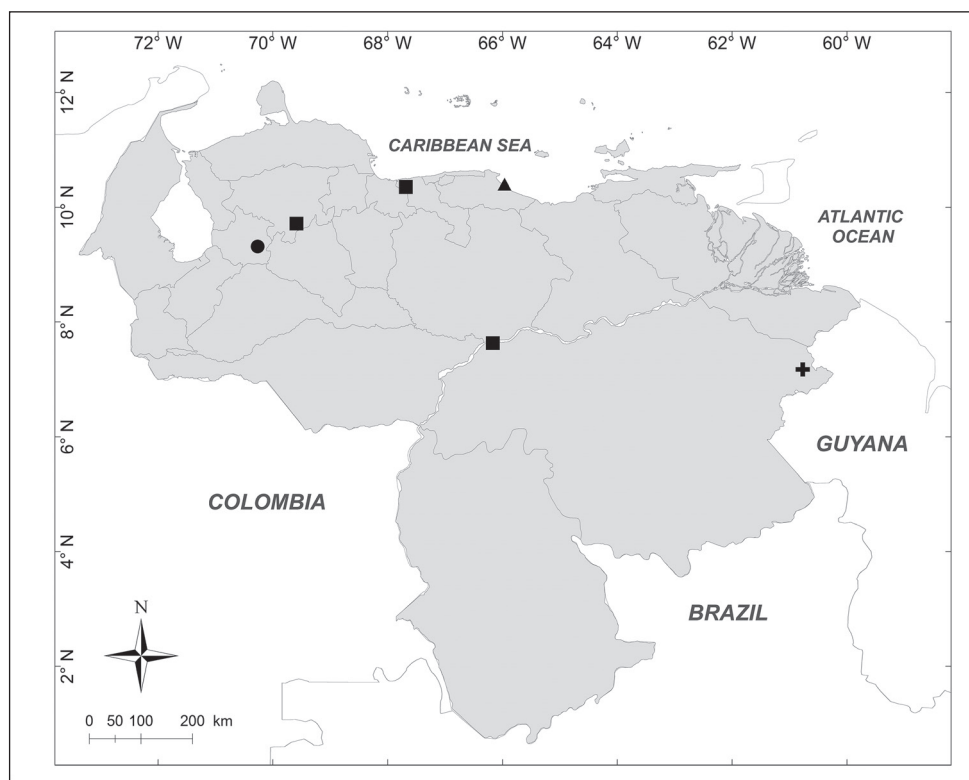 72° W 70° W 68° W 66° W 64° W 62° W 60° W
12° N
10° N
8° N
6° N
4° N
2° N
CARIBBEAN SEA
ATLANTIC
OCEAN
GUYANA
COLOMBIA
BRAZIL
N
0 50 100 200 km